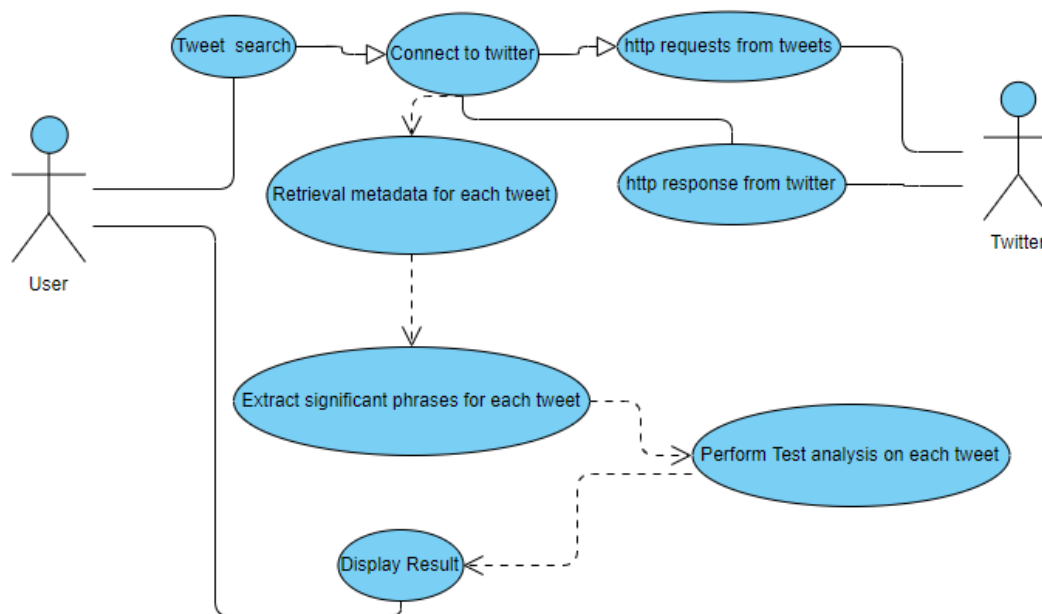 Tweet  search
Connect to twitter
http requests from tweets
Retrieval metadata for each tweet
http response from twitter
User
Twitter
Extract significant phrases for each tweet
Perform Test analysis on each tweet
Display Result